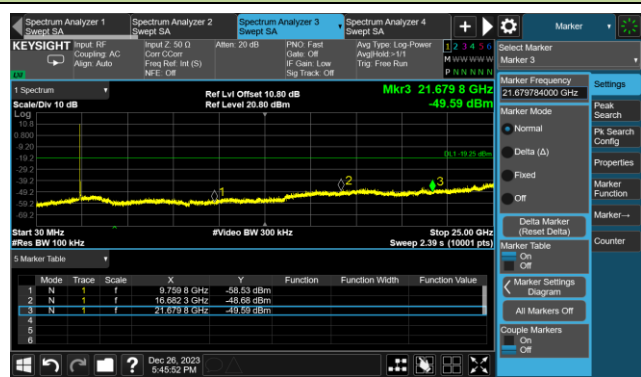 Spectrum Analyzer 1
Swept SA
Spectrum Analyzer 2
Swept SA
Spectrum Analyzer 3
Swept SA
Spectrum Analyzer 4
Swept SA
Marker
KEYSIGHT
Input: RF
Coupling: AC
Align: Auto
Input Z: 50 Ω
Corr CCorr
Freq Ref: Int (S)
NFE: Off
Atten: 20 dB
PNO: Fast
Gate: Off
IF Gain: Low
Sig Track: Off
Avg Type: Log-Power
Avg|Hold:>1/1
Trig: Free Run
1 2 3 4 5 6
M W W W W W
P N N N N N
Select Marker
Marker 3
1 Spectrum
Scale/Div 10 dB
Ref Lvl Offset 10.80 dB
Ref Level 20.80 dBm
Mkr3 21.679 8 GHz
-49.59 dBm
Log
10.8
0.800
-9.20
-19.2
-29.2
-39.2
-49.2
-59.2
-69.2
DL1 -19.25 dBm
1
2
3
Start 30 MHz
#Res BW 100 kHz
#Video BW 300 kHz
Stop 25.00 GHz
Sweep 2.39 s (10001 pts)
5 Marker Table
Mode Trace Scale X Y Function Function Width Function Value
1 N 1 f 9.759 8 GHz -58.53 dBm
2 N 1 f 16.682 3 GHz -48.68 dBm
3 N 1 f 21.679 8 GHz -49.59 dBm
4
5
6
Marker Frequency
21.679784000 GHz
Marker Mode
Normal
Delta (Δ)
Fixed
Off
Delta Marker
(Reset Delta)
Marker Table
On
Off
Marker Settings
Diagram
All Markers Off
Couple Markers
On
Off
Settings
Peak
Search
Pk Search
Config
Properties
Marker
Function
Marker→
Counter
Dec 26, 2023
5:45:52 PM